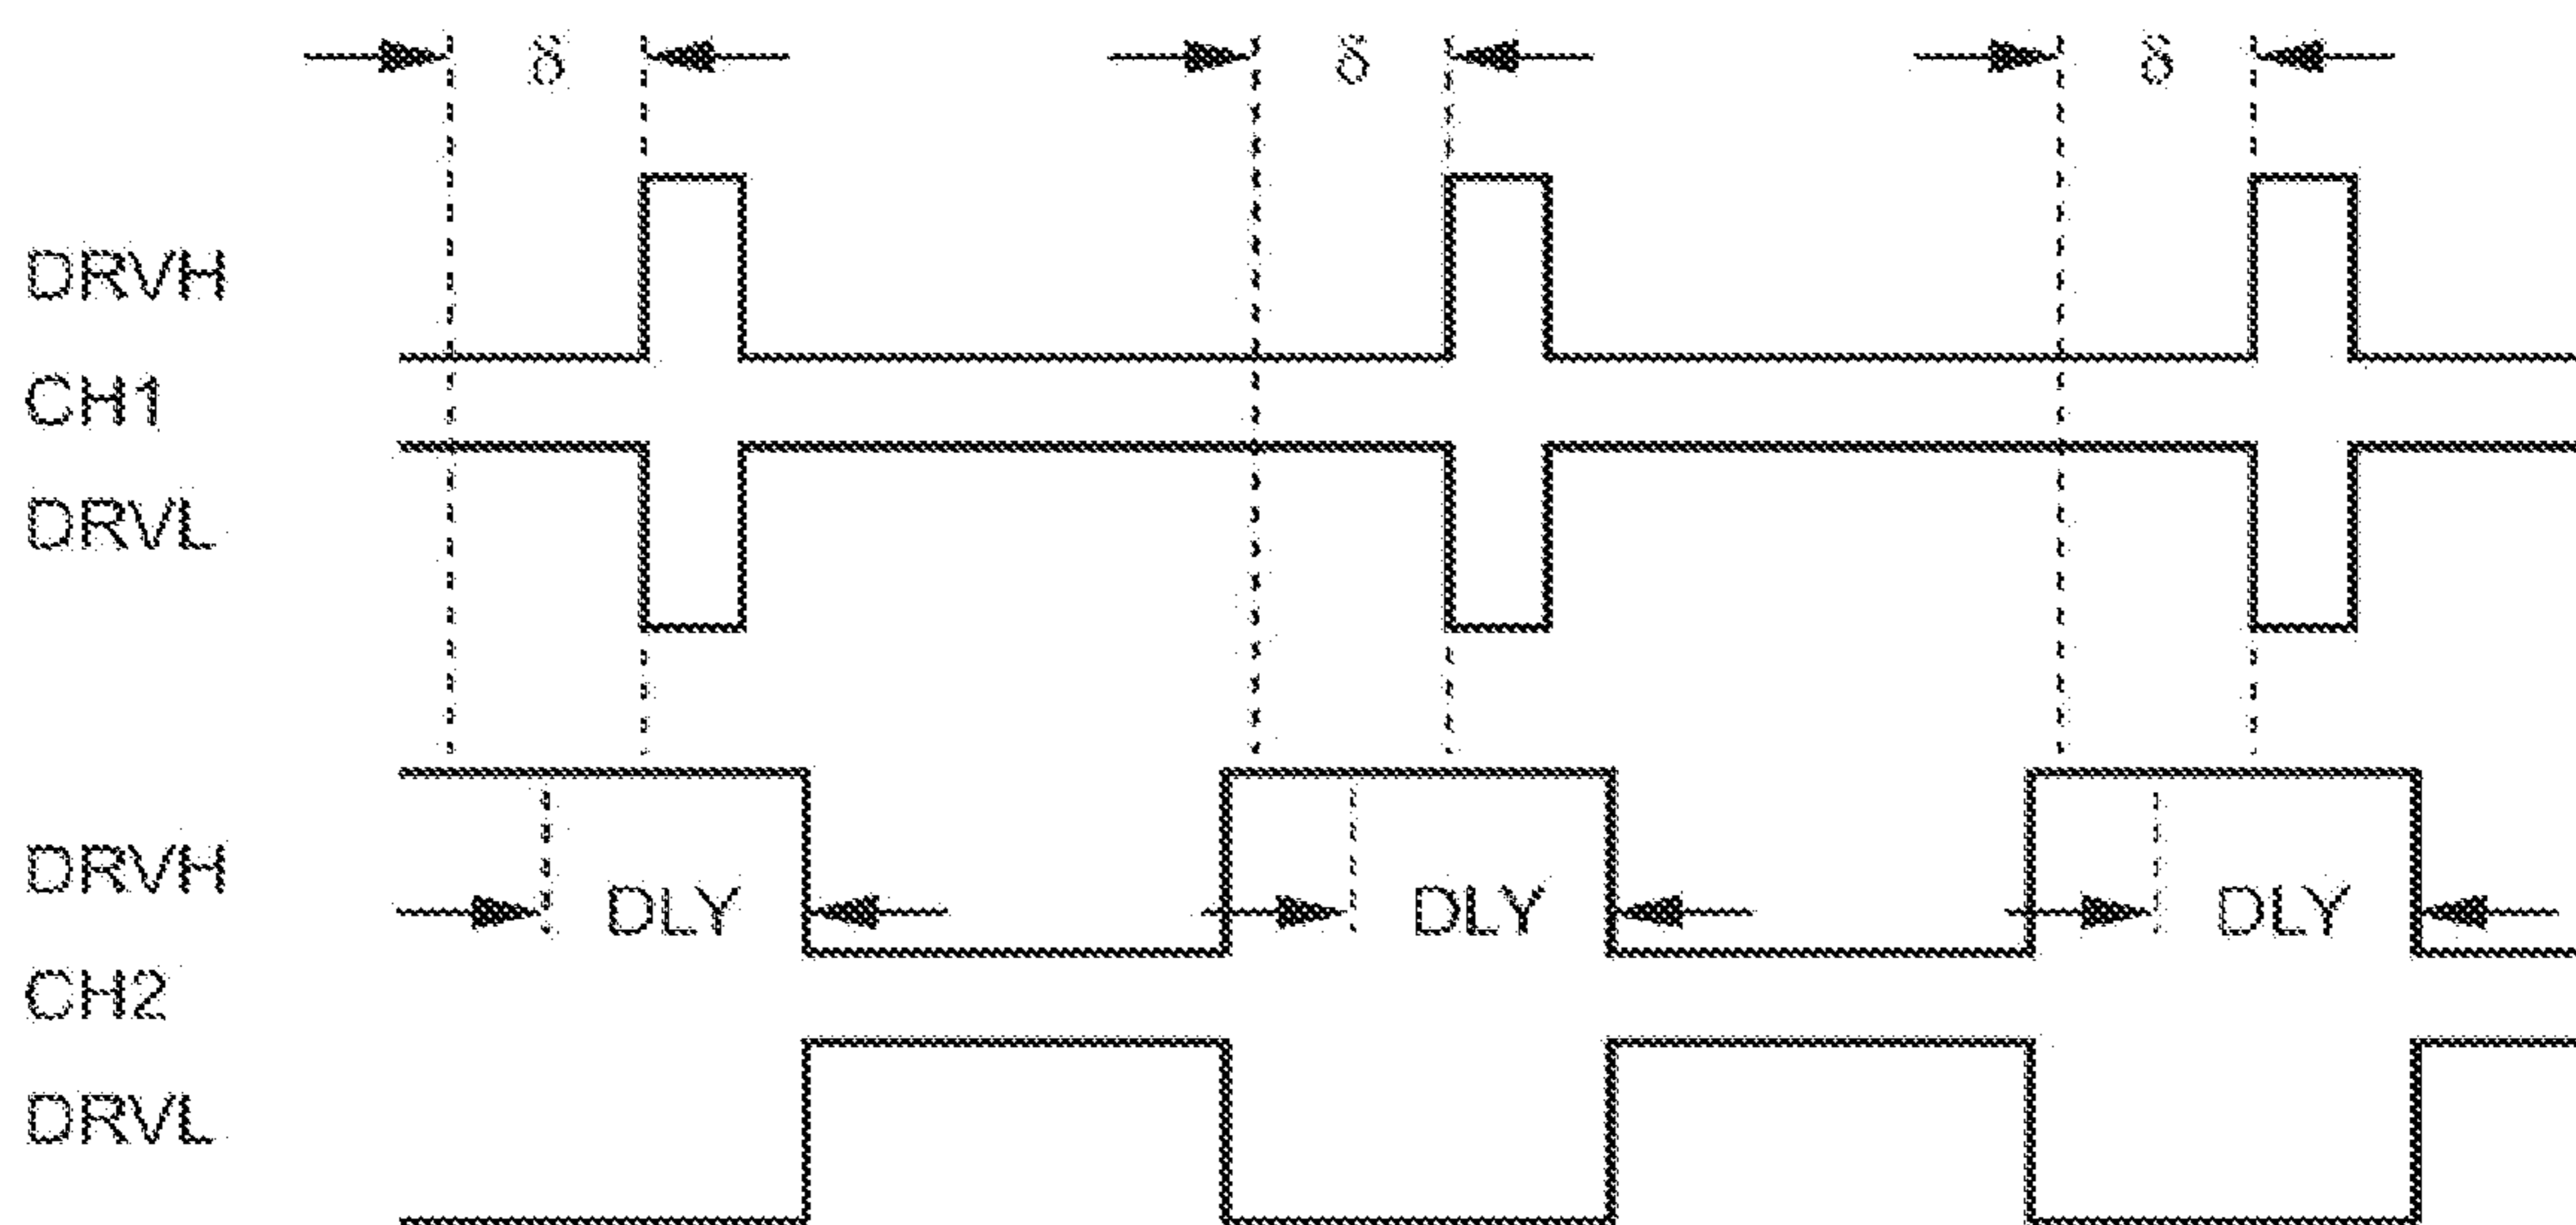 δ δ δ
DRVH
CH1
DRVL
DRVH
DLY DLY DLY
CH2
DRVL